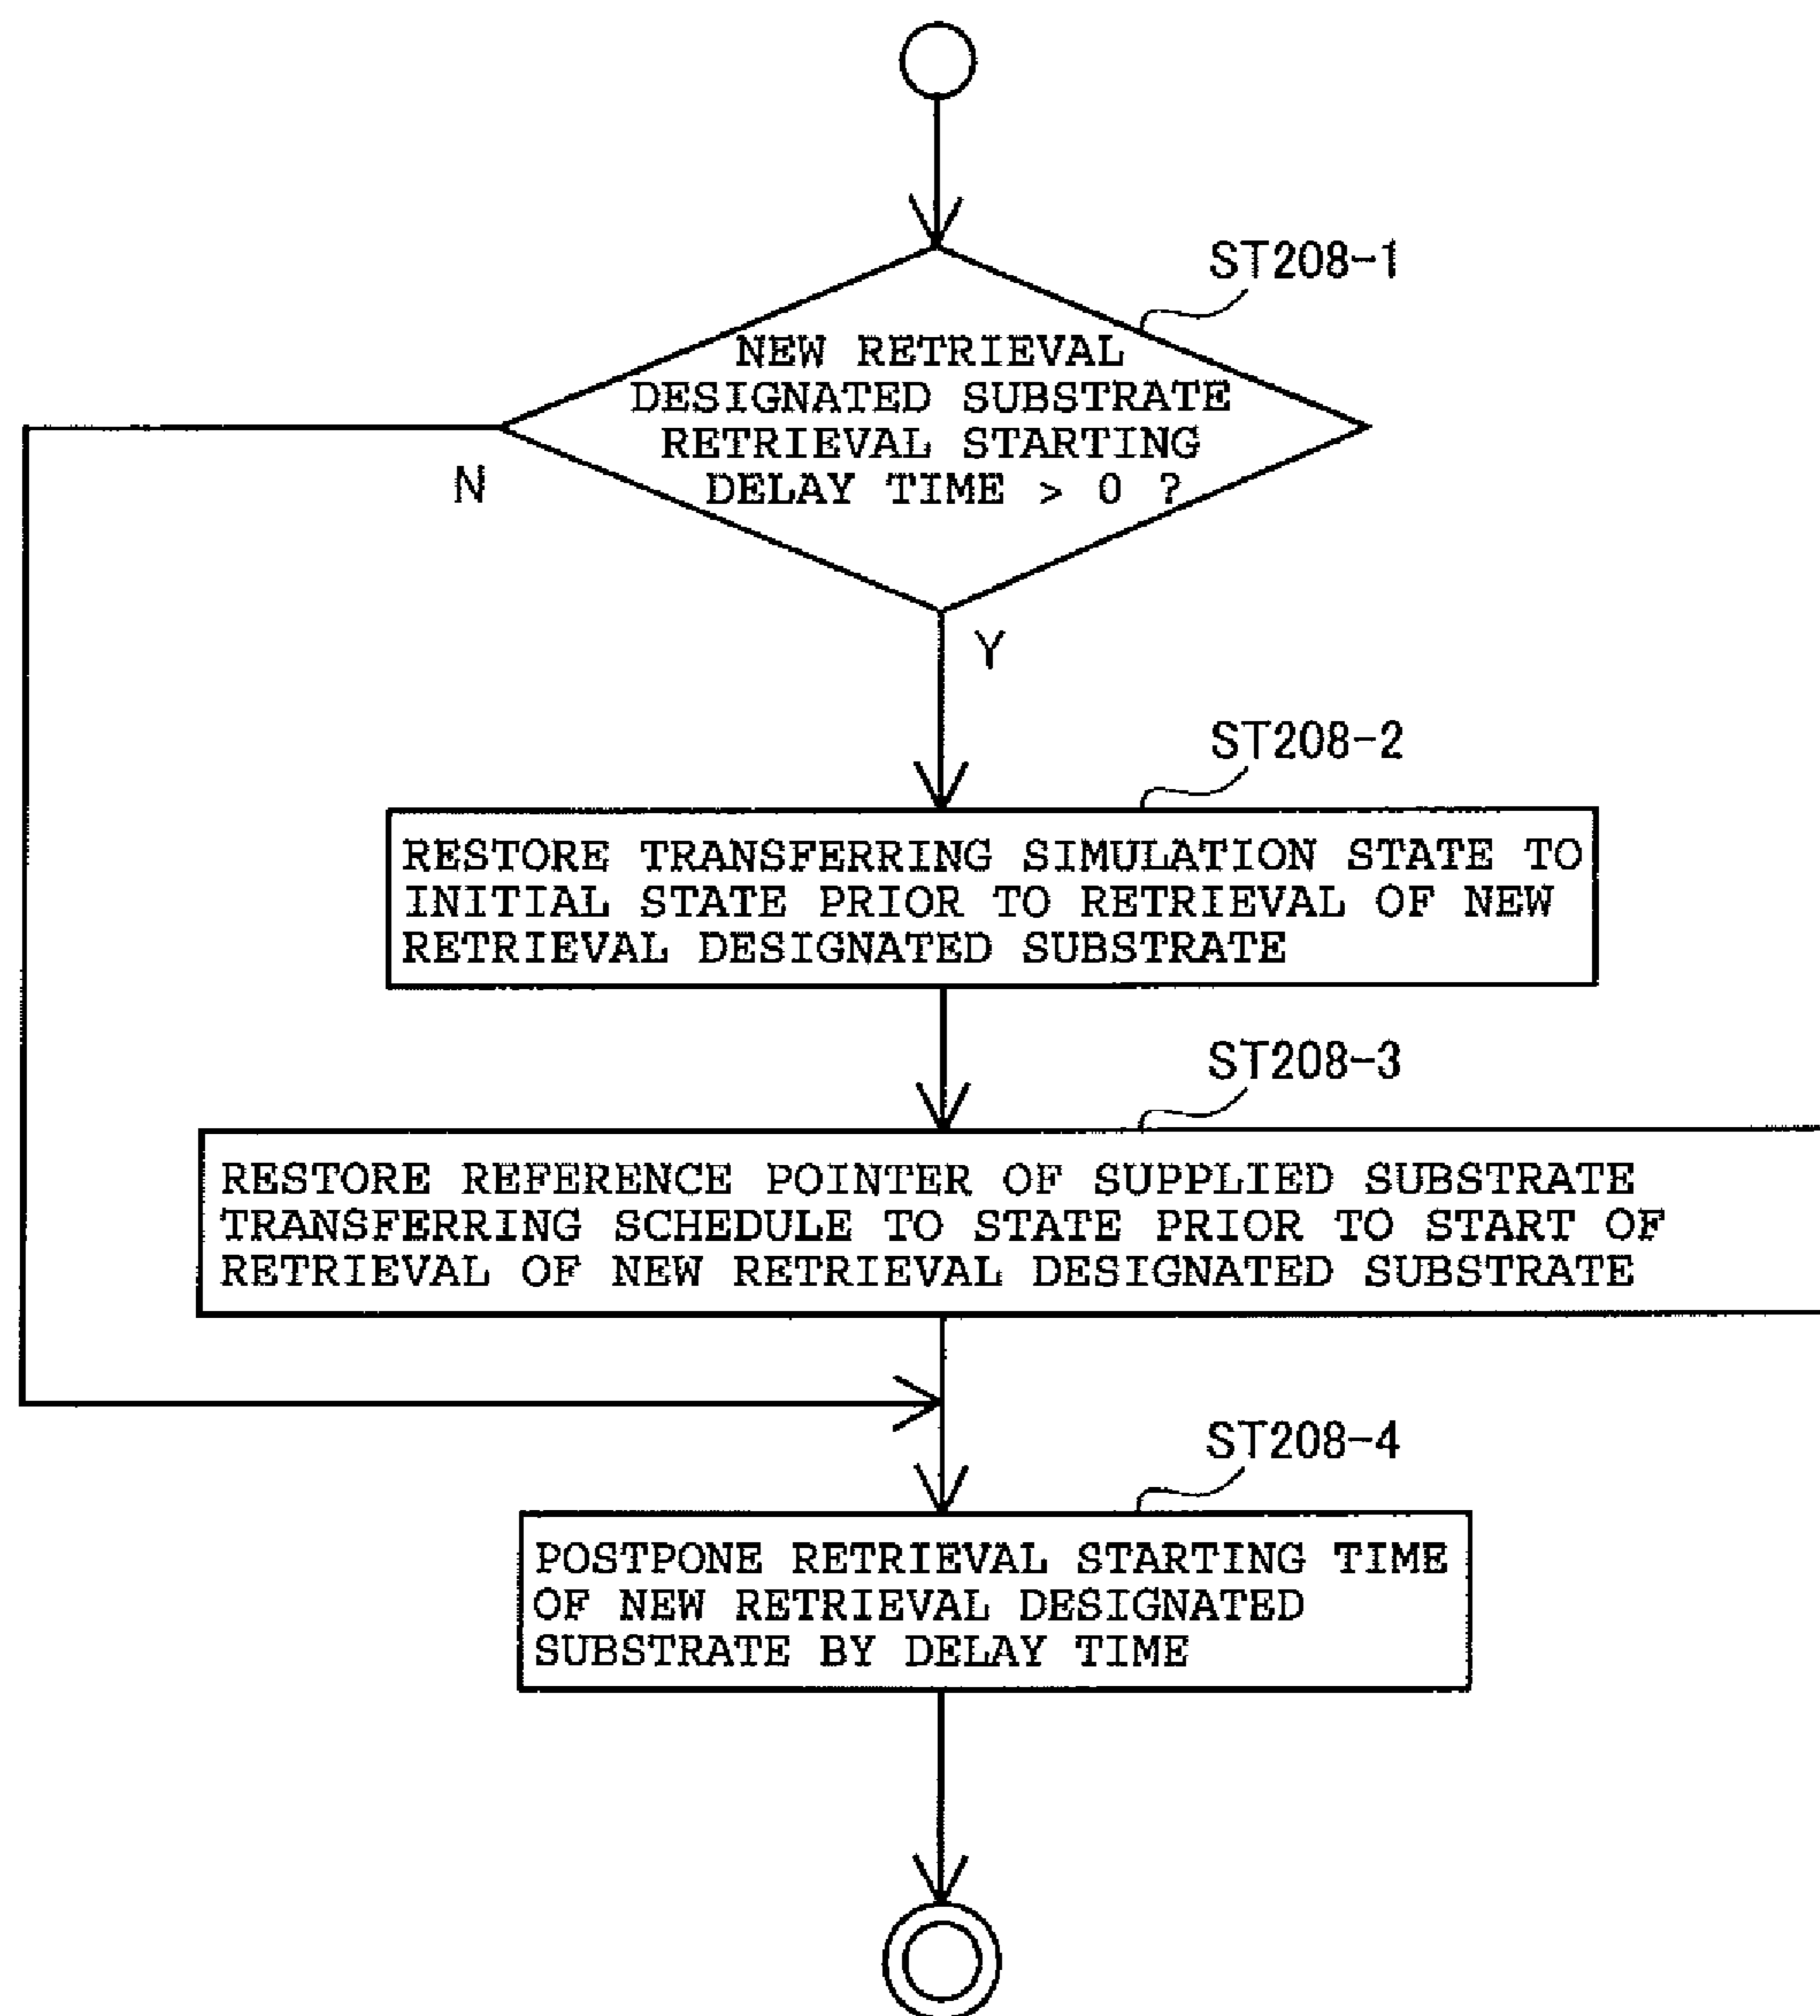 ST208-1
NEW RETRIEVAL
DESIGNATED SUBSTRATE
RETRIEVAL STARTING
DELAY TIME > 0 ?
N
Y
ST208-2
RESTORE TRANSFERRING SIMULATION STATE TO
INITIAL STATE PRIOR TO RETRIEVAL OF NEW
RETRIEVAL DESIGNATED SUBSTRATE
ST208-3
RESTORE REFERENCE POINTER OF SUPPLIED SUBSTRATE
TRANSFERRING SCHEDULE TO STATE PRIOR TO START OF
RETRIEVAL OF NEW RETRIEVAL DESIGNATED SUBSTRATE
ST208-4
POSTPONE RETRIEVAL STARTING TIME
OF NEW RETRIEVAL DESIGNATED
SUBSTRATE BY DELAY TIME